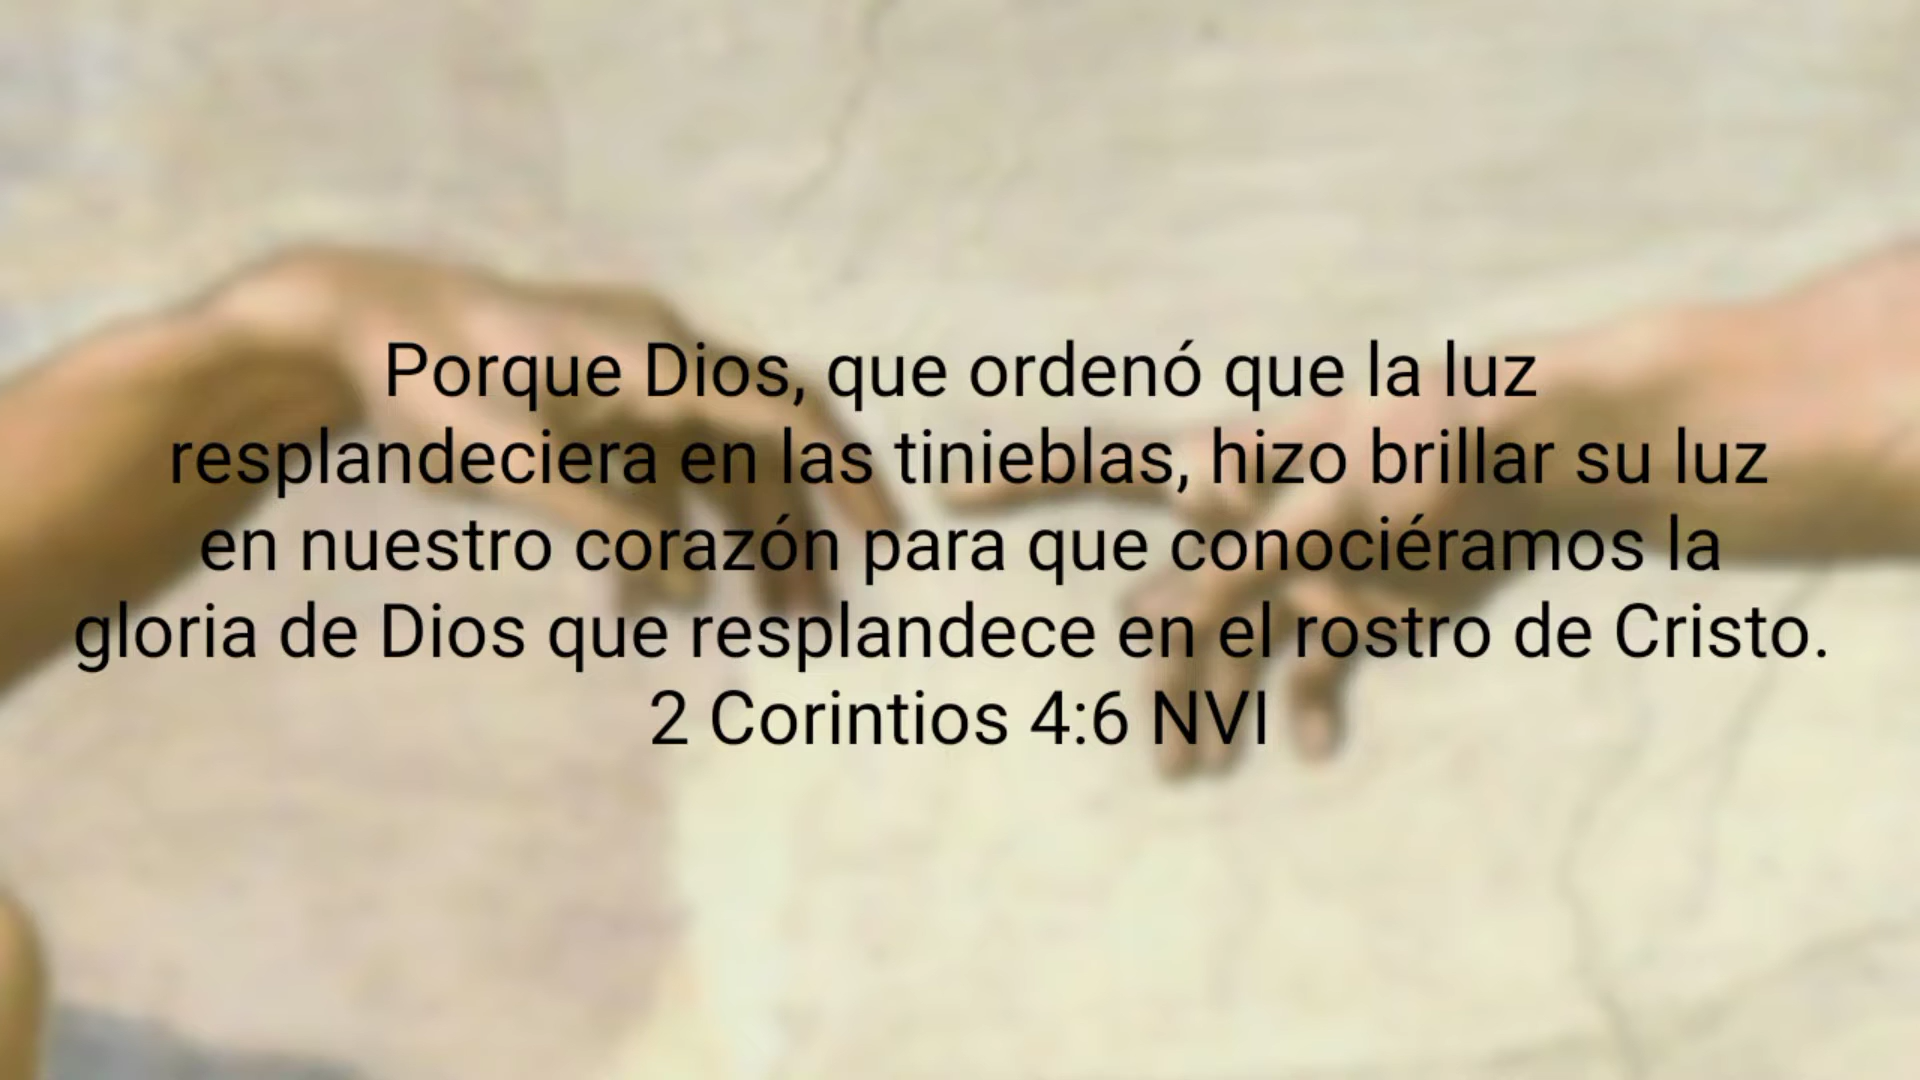 Porque Dios, que ordenó que la luz
resplandeciera en las tinieblas, hizo brillar su luz
en nuestro corazón para que conociéramos la
gloria de Dios que resplandece en el rostro de Cristo.
2 Corintios 4:6 NVI